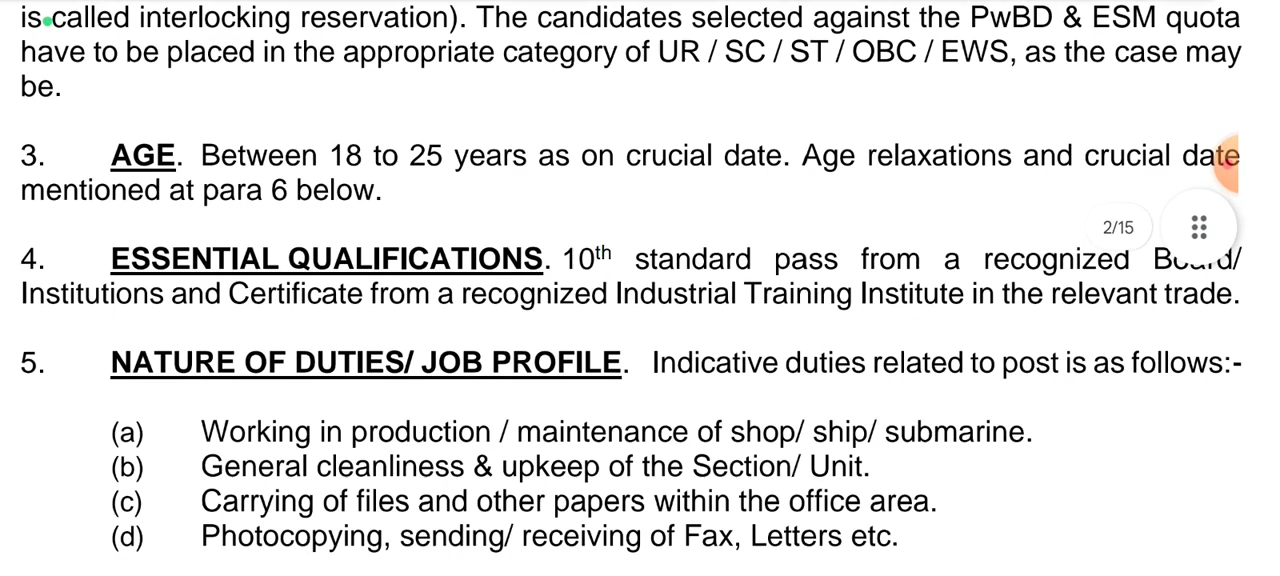 is called interlocking reservation). The candidates selected against the PwBD & ESM quota
have to be placed in the appropriate category of UR / SC / ST / OBC / EWS, as the case may
be.
3. AGE. Between 18 to 25 years as on crucial date. Age relaxations and crucial date
mentioned at para 6 below.
2/15
4. ESSENTIAL QUALIFICATIONS. 10th standard pass from a recognized
Institutions and Certificate from a recognized Industrial Training Institute in the relevant trade.
5. NATURE OF DUTIES/ JOB PROFILE. Indicative duties related to post is as follows:-
(a) Working in production / maintenance of shop/ ship/ submarine.
(b) General cleanliness & upkeep of the Section/ Unit.
(c) Carrying of files and other papers within the office area.
(d) Photocopying, sending/ receiving of Fax, Letters etc.